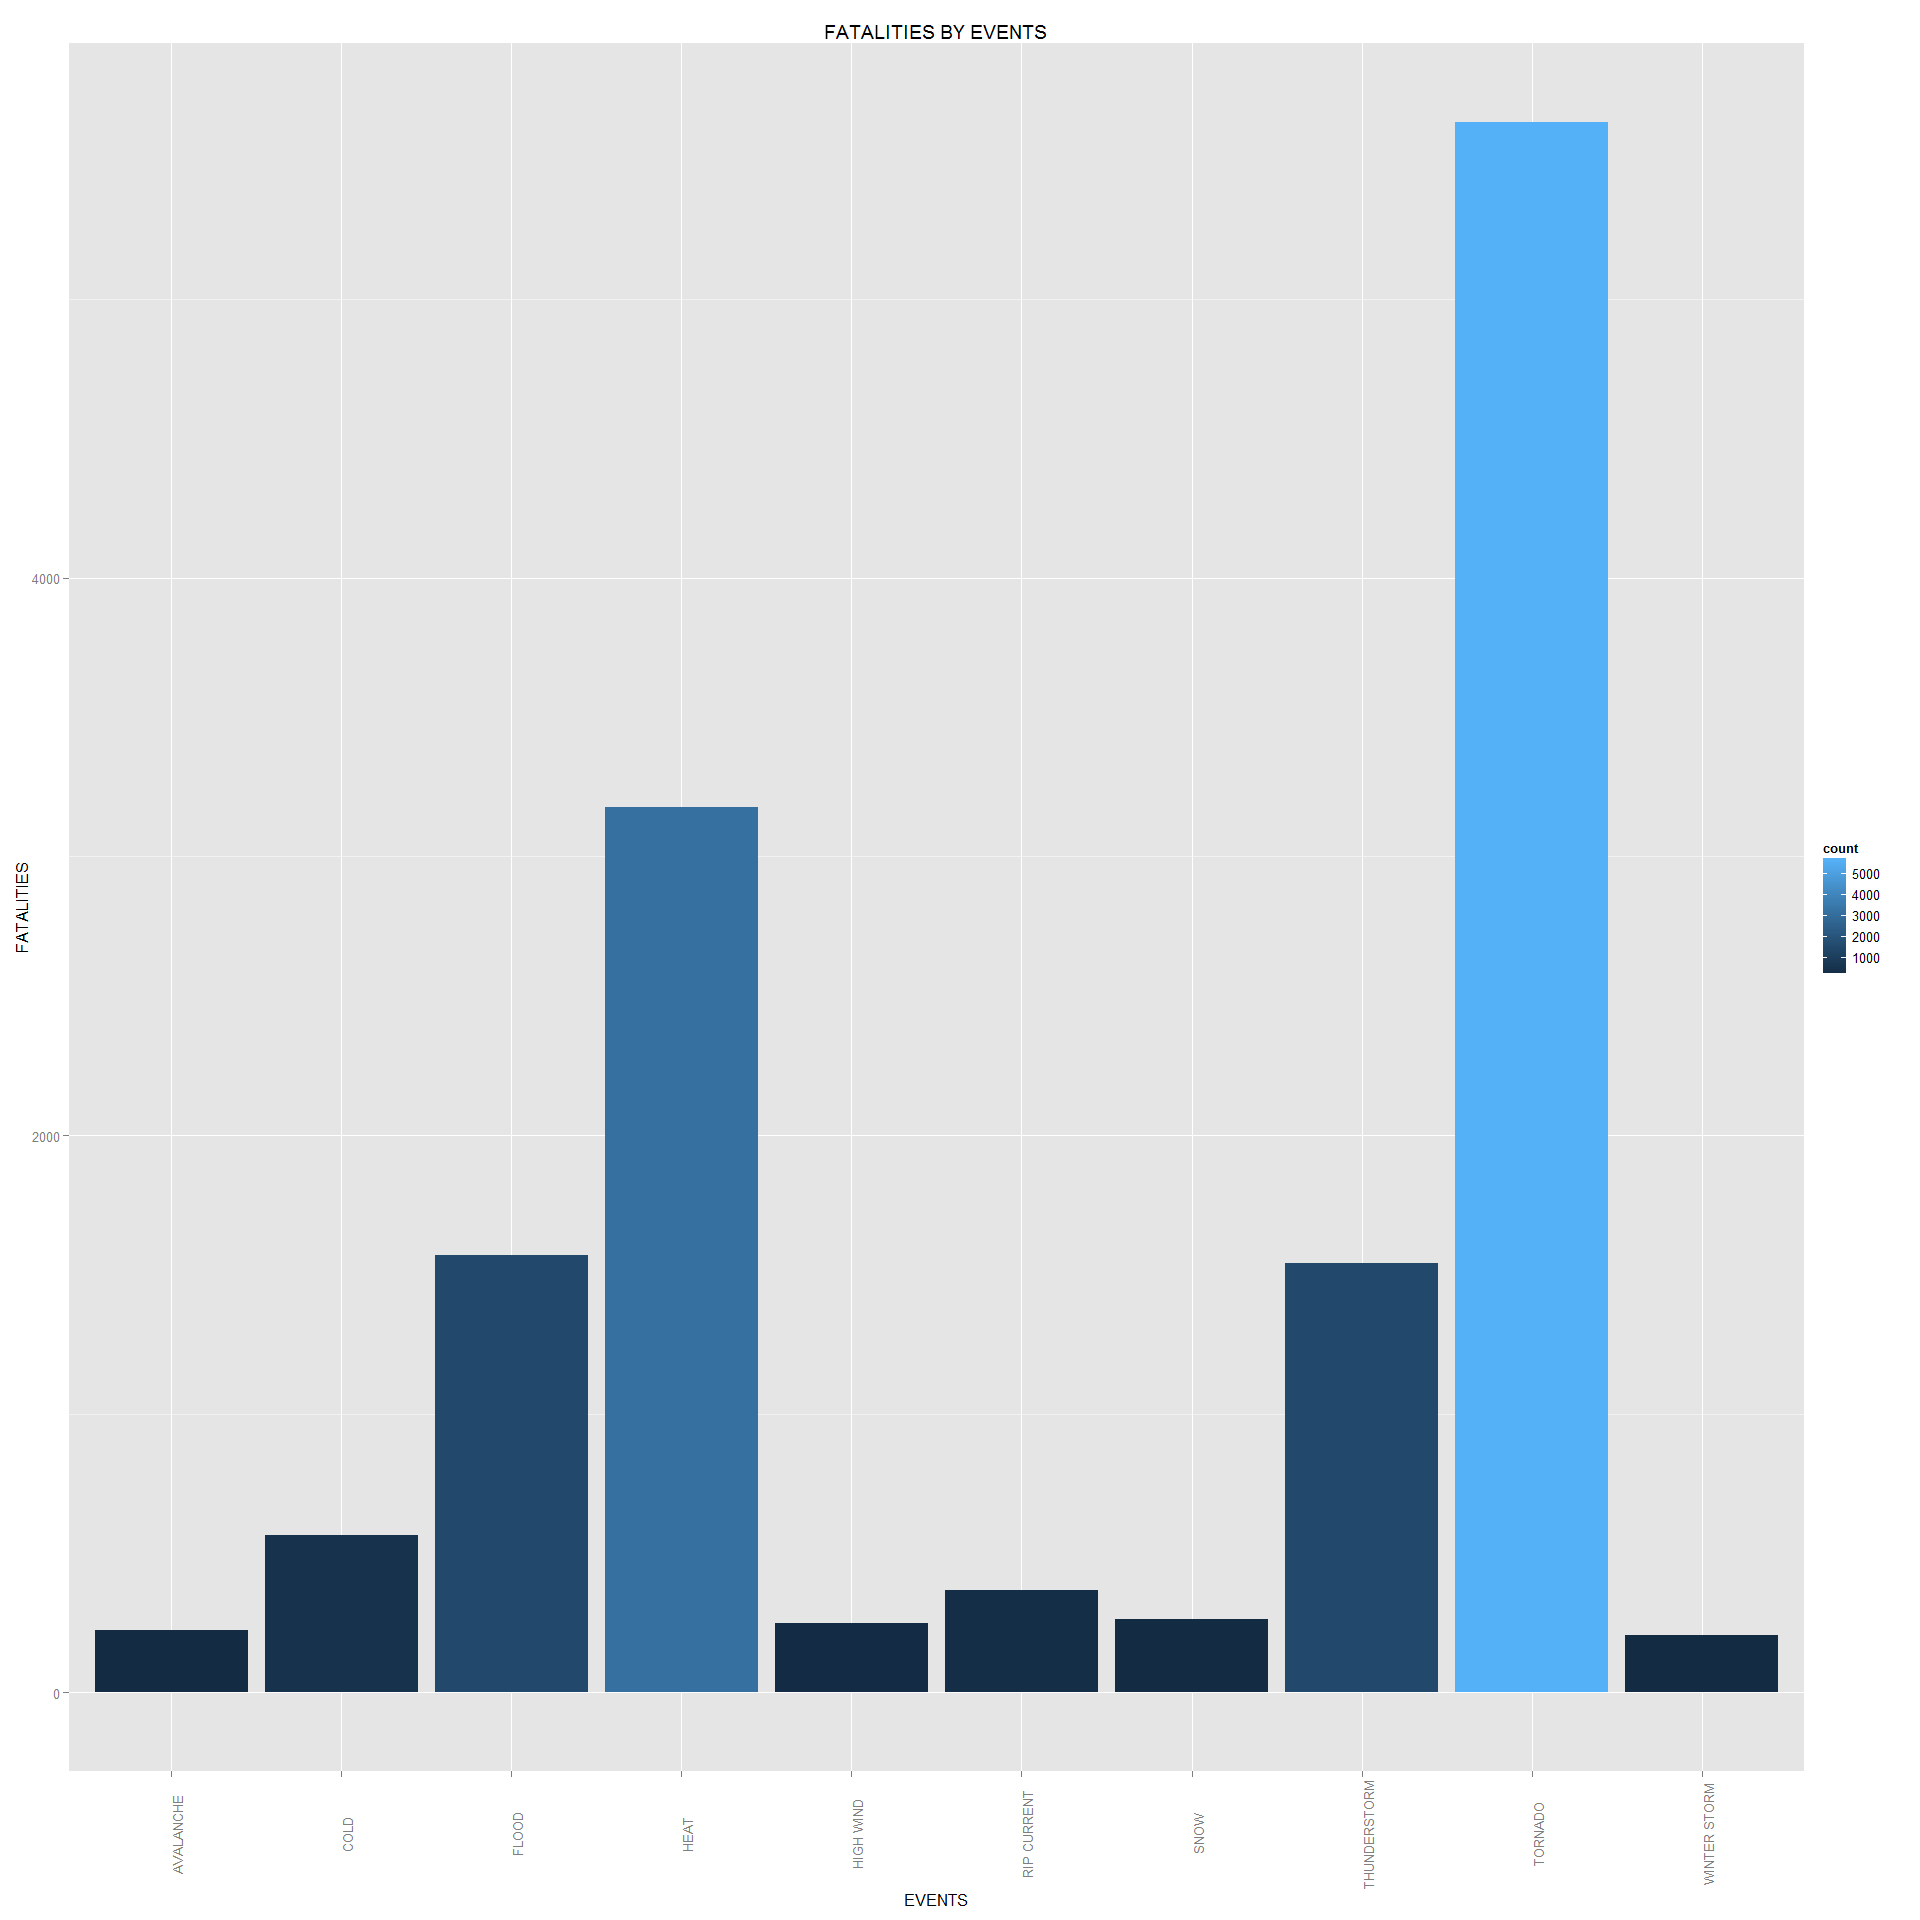 FATALITIES BY EVENTS
FATALITIES
4000
2000
0
count
5000
4000
3000
2000
1000
AVALANCHE
COLD
FLOOD
HEAT
HIGH WIND
RIP CURRENT
SNOW
THUNDERSTORM
TORNADO
WINTER STORM
EVENTS